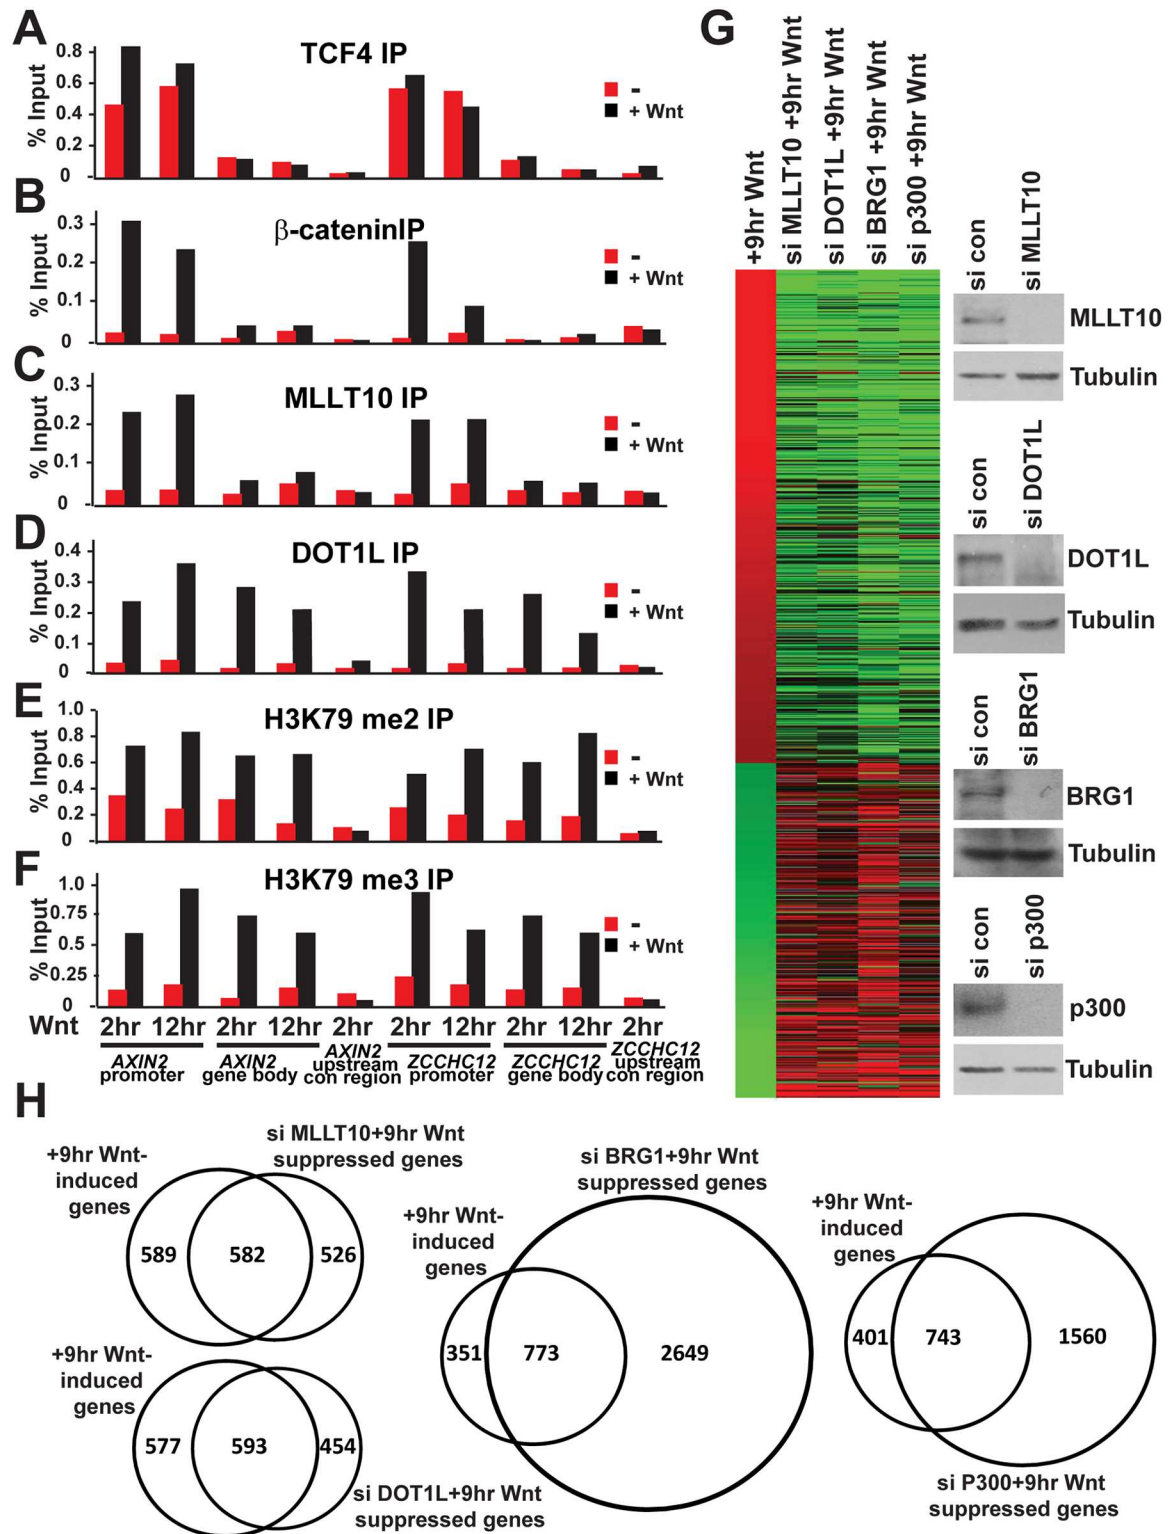 A
TCF4 IP
% Input
0.8
0.6
0.4
0.2
0
-
+ Wnt
B
β-cateninIP
% Input
0.3
0.2
0.1
0
-
+ Wnt
C
MLLT10 IP
% Input
0.3
0.2
0.1
0
-
+ Wnt
D
DOT1L IP
% Input
0.4
0.3
0.2
0.1
0
-
+ Wnt
E
H3K79 me2 IP
% Input
1.0
0.8
0.6
0.4
0.2
0
-
+ Wnt
F
H3K79 me3 IP
% Input
1.0
0.75
0.5
0.25
0
-
+ Wnt
Wnt 2hr 12hr 2hr 12hr 2hr 2hr 12hr 2hr 12hr 2hr
AXIN2
promoter
AXIN2
gene body
AXIN2
upstream
con region
ZCCHC12
promoter
ZCCHC12
gene body
ZCCHC12
upstream
con region
G
+9hr Wnt
si MLLT10 +9hr Wnt
si DOT1L +9hr Wnt
si BRG1 +9hr Wnt
si p300 +9hr Wnt
si con
si MLLT10
MLLT10
Tubulin
si con
si DOT1L
DOT1L
Tubulin
si con
si BRG1
BRG1
Tubulin
si con
si p300
p300
Tubulin
H
+9hr Wnt-
induced
genes
si MLLT10+9hr Wnt
suppressed genes
589 582 526
+9hr Wnt-
induced
genes
577 593 454
si DOT1L+9hr Wnt
suppressed genes
si BRG1+9hr Wnt
suppressed genes
+9hr Wnt-
induced
genes
351 773 2649
+9hr Wnt-
induced
genes
401 743 1560
si P300+9hr Wnt
suppressed genes